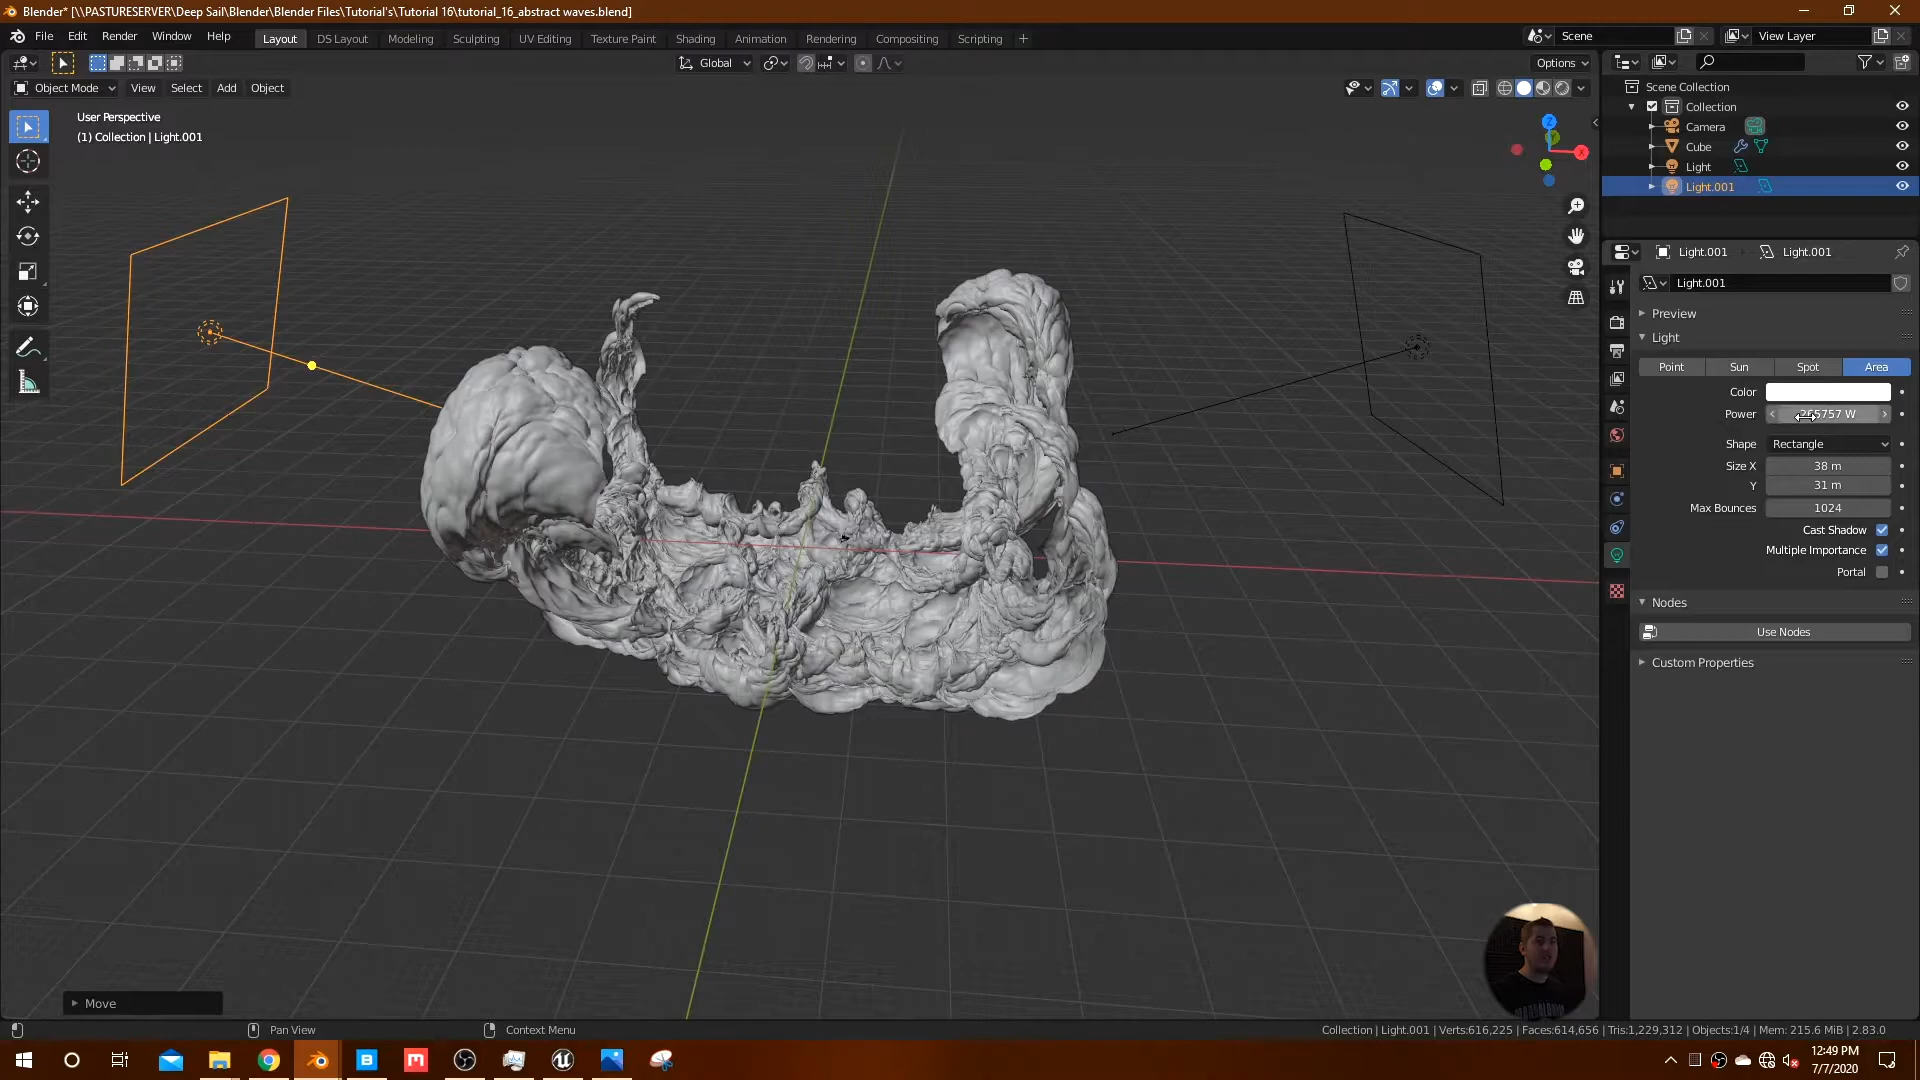 Blender* [\\PASTURESERVER\Deep Sail\Blender\Blender Files\Tutorial's\Tutorial 16\tutorial_16_abstract waves.blend]
File Edit Render Window Help Layout DS Layout Modeling Sculpting UV Editing Texture Paint Shading Animation Rendering Compositing Scripting Scene View Layer
Global Options
Object Mode View Select Add Object
User Perspective
(1) Collection | Light.001
Z
X
Scene Collection
Collection
Camera
Cube
Light
Light.001
Light.001 Light.001
Light.001
Preview
Light
Point Sun Spot Area
Color
Power
Shape Rectangle
Size X 38 m
Y 31 m
Max Bounces 1024
Cast Shadow
Multiple Importance
Portal
Nodes
Use Nodes
Custom Properties
Move
Pan View Context Menu Collection | Light.001 | Verts:616,225 | Faces:614,656 | Tris:1,229,312 | Objects:1/4 | Mem: 215.6 MiB | 2.83.0
12:49 PM
7/7/2020